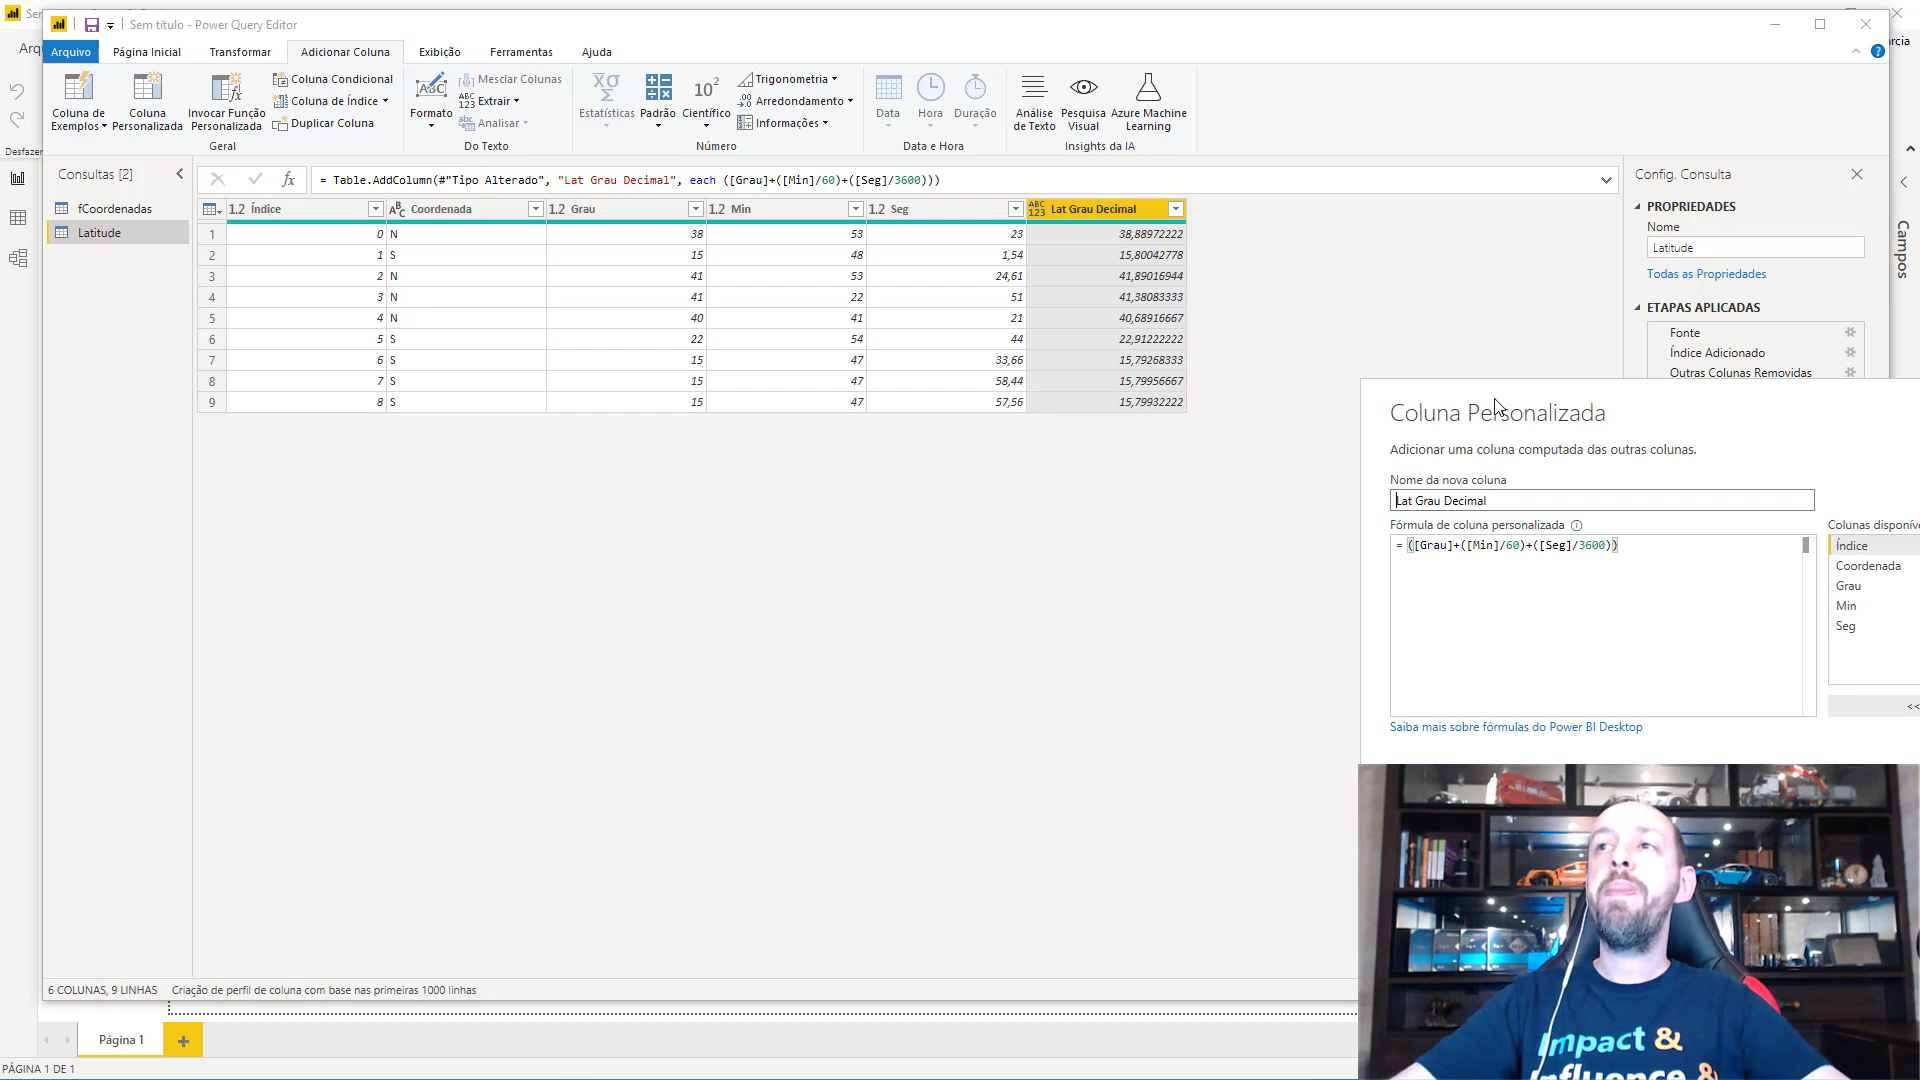 Sem título - Power Query Editor
Arquivo
Página Inicial
Transformar
Adicionar Coluna
Exibição
Ferramentas
Ajuda
Coluna de Exemplos
Coluna Personalizada
Invocar Função Personalizada
Coluna Condicional
Coluna de Índice
Duplicar Coluna
Geral
Formato
Mesclar Colunas
Extrair
Analisar
Do Texto
Estatísticas
Padrão
Científico
Trigonometria
Arredondamento
Informações
Número
Data
Hora
Duração
Data e Hora
Análise de Texto
Pesquisa Visual
Azure Machine Learning
Insights da IA
Desfazer
Consultas [2]
fCoordenadas
Latitude
= Table.AddColumn(#"Tipo Alterado", "Lat Grau Decimal", each ([Grau]+([Min]/60)+([Seg]/3600)))
1.2 Índice ABC Coordenada 1.2 Grau 1.2 Min 1.2 Seg ABC 123 Lat Grau Decimal
1 0 N 38 53 23 38,88972222
2 1 S 15 48 1,54 15,80042778
3 2 N 41 53 24,61 41,89016944
4 3 N 41 22 51 41,38083333
5 4 N 40 41 21 40,68916667
6 5 S 22 54 44 22,91222222
7 6 S 15 47 33,66 15,79268333
8 7 S 15 47 58,44 15,79956667
9 8 S 15 47 57,56 15,79932222
Config. Consulta
PROPRIEDADES
Nome
Latitude
Todas as Propriedades
ETAPAS APLICADAS
Fonte
Índice Adicionado
Outras Colunas Removidas
Campos
Coluna Personalizada
Adicionar uma coluna computada das outras colunas.
Nome da nova coluna
Lat Grau Decimal
Fórmula de coluna personalizada
= ([Grau]+([Min]/60)+([Seg]/3600))
Colunas disponíve
Índice
Coordenada
Grau
Min
Seg
<<
Saiba mais sobre fórmulas do Power BI Desktop
Impact &
Influence &
6 COLUNAS, 9 LINHAS
Criação de perfil de coluna com base nas primeiras 1000 linhas
Página 1
PÁGINA 1 DE 1